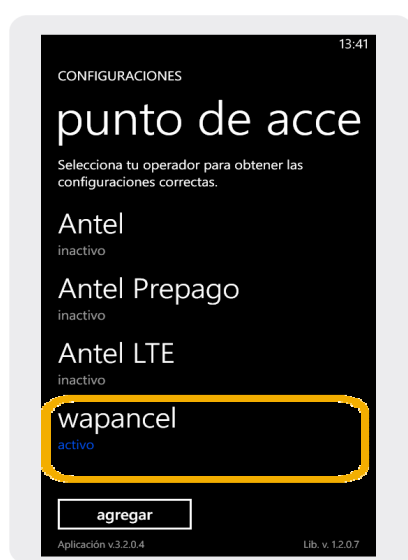 13:41
CONFIGURACIONES
punto de acce
Selecciona tu operador para obtener las
configuraciones correctas.
Antel
inactivo
Antel Prepago
inactivo
Antel LTE
inactivo
wapancel
activo
agregar
Aplicación v.3.2.0.4 Lib. v. 1.2.0.7